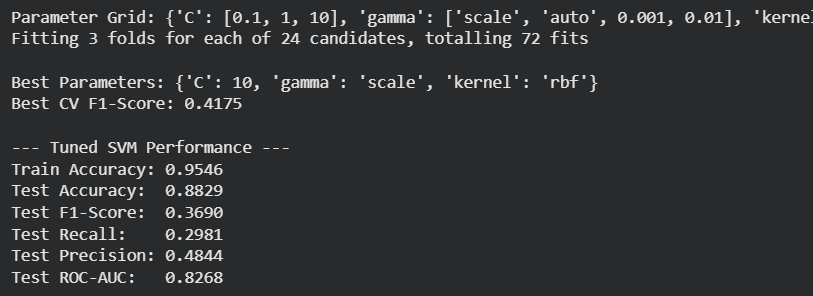 Parameter Grid: {'C': [0.1, 1, 10], 'gamma': ['scale', 'auto', 0.001, 0.01], 'kernel
Fitting 3 folds for each of 24 candidates, totalling 72 fits
Best Parameters: {'C': 10, 'gamma': 'scale', 'kernel': 'rbf'}
Best CV F1-Score: 0.4175
--- Tuned SVM Performance ---
Train Accuracy: 0.9546
Test Accuracy:  0.8829
Test F1-Score:  0.3690
Test Recall:    0.2981
Test Precision: 0.4844
Test ROC-AUC:   0.8268